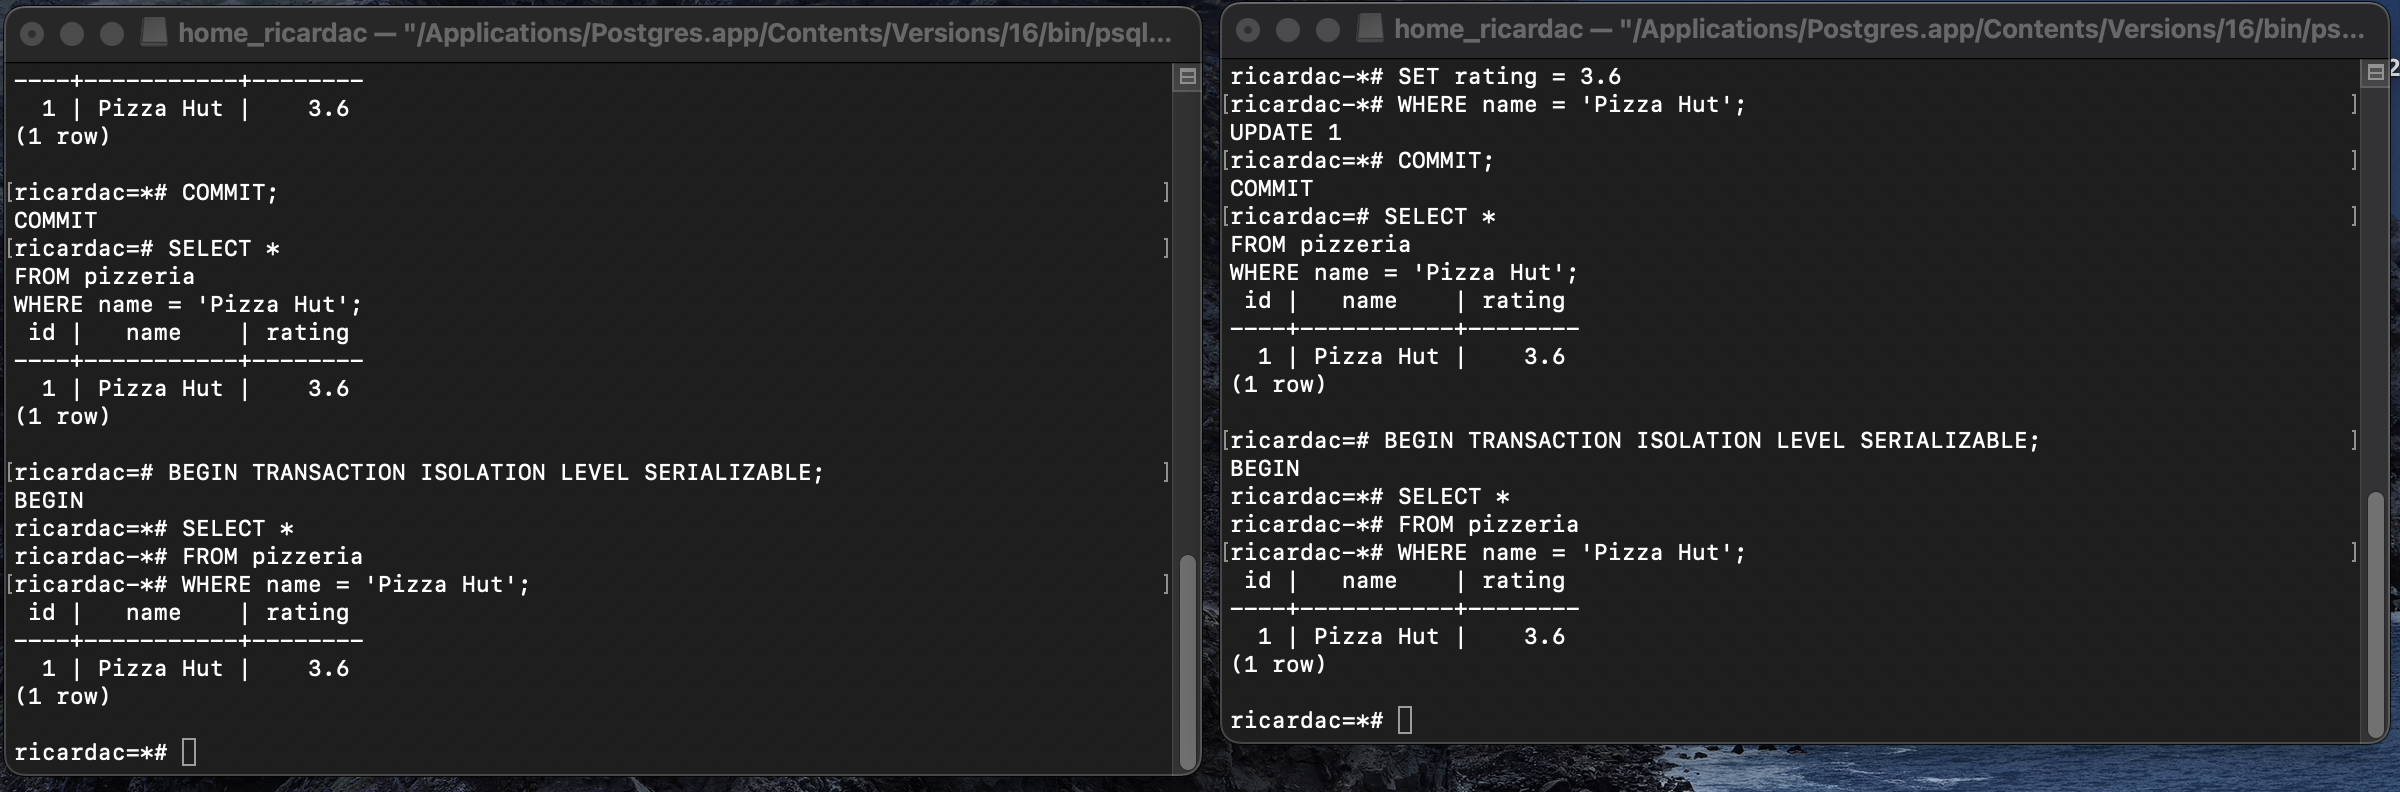 home_ricardac — "/Applications/Postgres.app/Contents/Versions/16/bin/psql...
----+-----------+--------
  1 | Pizza Hut |    3.6
(1 row)
[ricardac=*# COMMIT; ]
COMMIT
[ricardac=# SELECT * ]
FROM pizzeria
WHERE name = 'Pizza Hut';
 id |   name    | rating
----+-----------+--------
  1 | Pizza Hut |    3.6
(1 row)
[ricardac=# BEGIN TRANSACTION ISOLATION LEVEL SERIALIZABLE; ]
BEGIN
ricardac=*# SELECT *
ricardac-*# FROM pizzeria
[ricardac-*# WHERE name = 'Pizza Hut'; ]
 id |   name    | rating
----+-----------+--------
  1 | Pizza Hut |    3.6
(1 row)
ricardac=*#
home_ricardac — "/Applications/Postgres.app/Contents/Versions/16/bin/ps...
ricardac-*# SET rating = 3.6
[ricardac-*# WHERE name = 'Pizza Hut'; ]
UPDATE 1
[ricardac=*# COMMIT; ]
COMMIT
[ricardac=# SELECT * ]
FROM pizzeria
WHERE name = 'Pizza Hut';
 id |   name    | rating
----+-----------+--------
  1 | Pizza Hut |    3.6
(1 row)
[ricardac=# BEGIN TRANSACTION ISOLATION LEVEL SERIALIZABLE; ]
BEGIN
ricardac=*# SELECT *
ricardac-*# FROM pizzeria
[ricardac-*# WHERE name = 'Pizza Hut'; ]
 id |   name    | rating
----+-----------+--------
  1 | Pizza Hut |    3.6
(1 row)
ricardac=*#
2